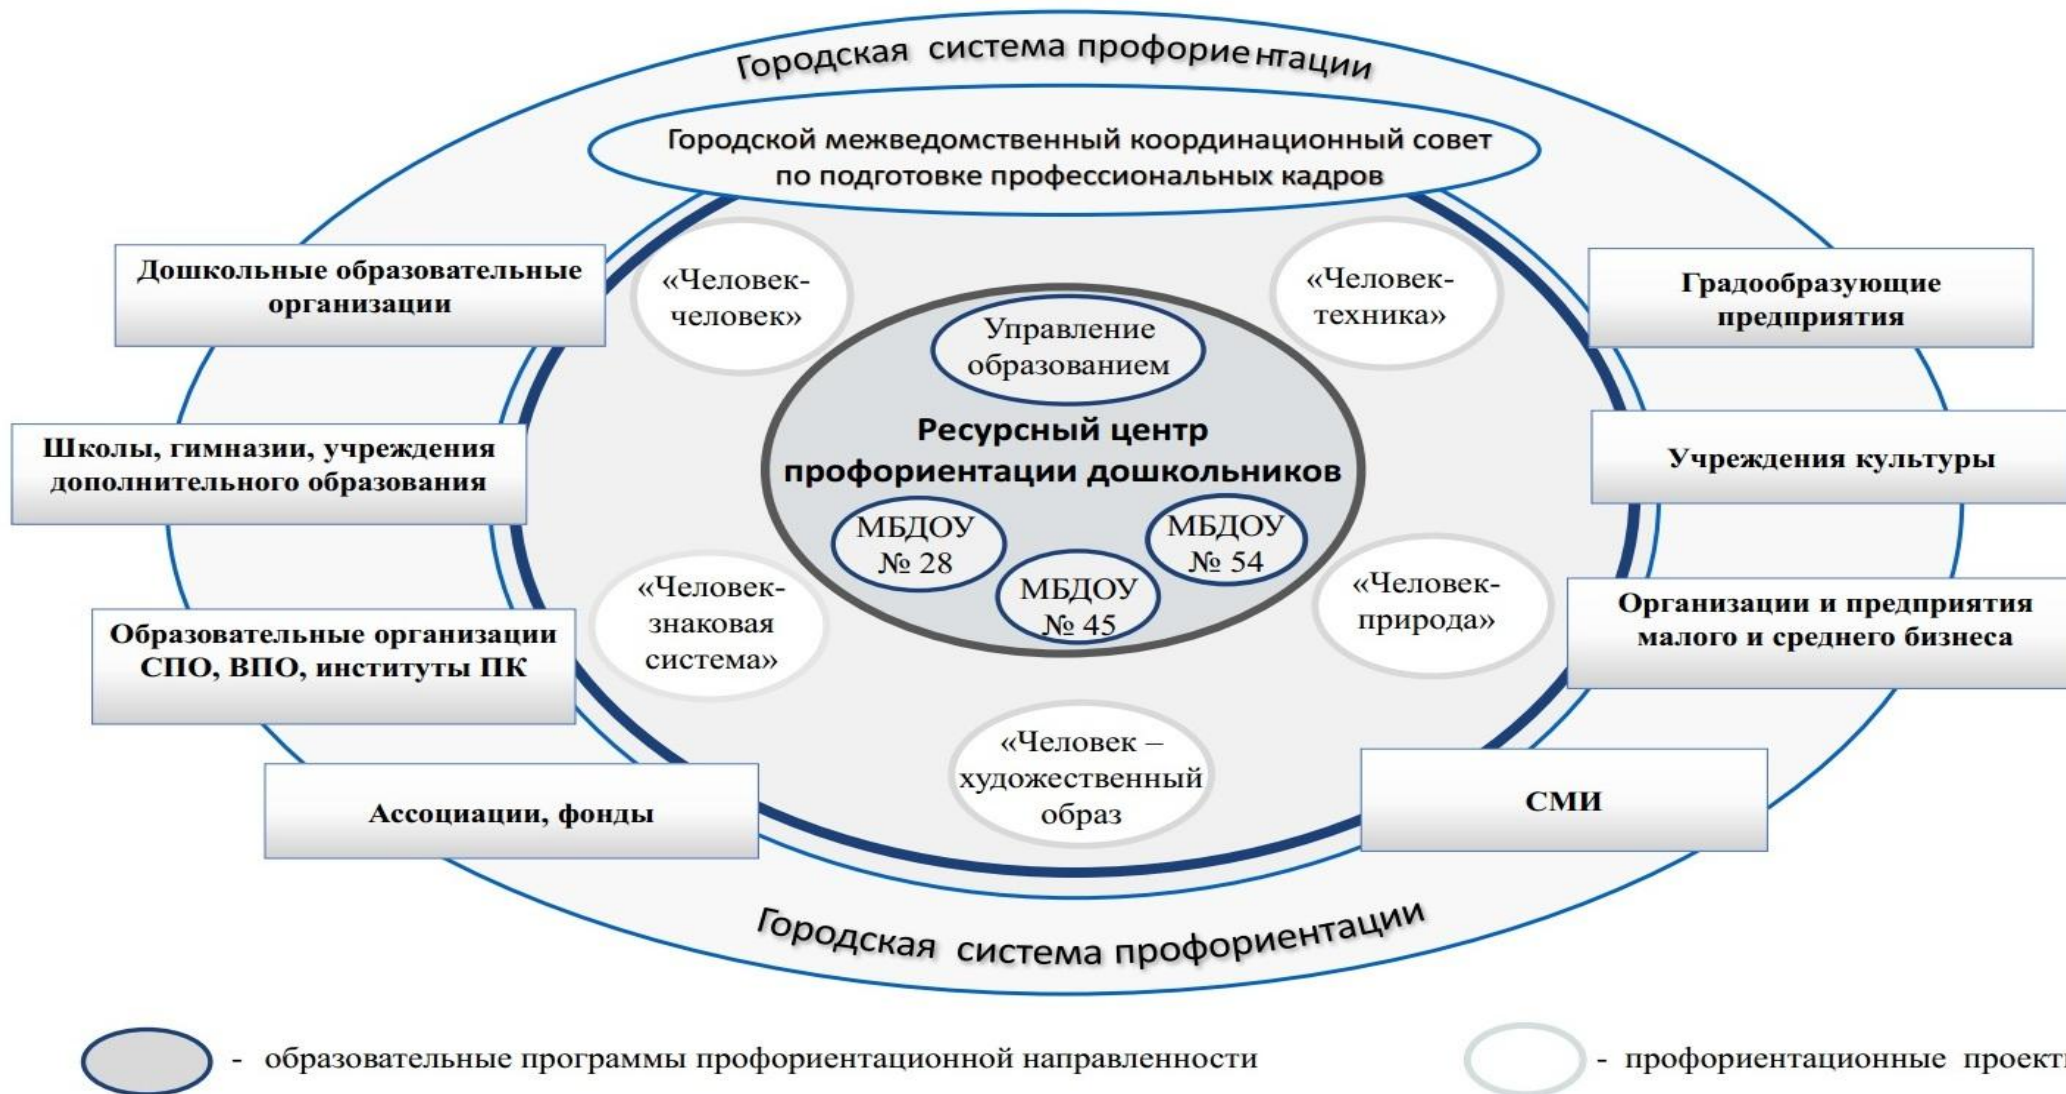 Городская система профориентации
Городской межведомственный координационный совет
по подготовке профессиональных кадров
Дошкольные образовательные
организации
«Человек-
человек»
«Человек-
техника»
Градообразующие
предприятия
Управление
образованием
Ресурсный центр
профориентации дошкольников
Школы, гимназии, учреждения
дополнительного образования
Учреждения культуры
МБДОУ
№ 28
МБДОУ
№ 45
МБДОУ
№ 54
«Человек-
знаковая
система»
«Человек-
природа»
Образовательные организации
СПО, ВПО, институты ПК
Организации и предприятия
малого и среднего бизнеса
«Человек –
художественный
образ
Ассоциации, фонды
СМИ
Городская система профориентации
- образовательные программы профориентационной направленности
- профориентационные проект